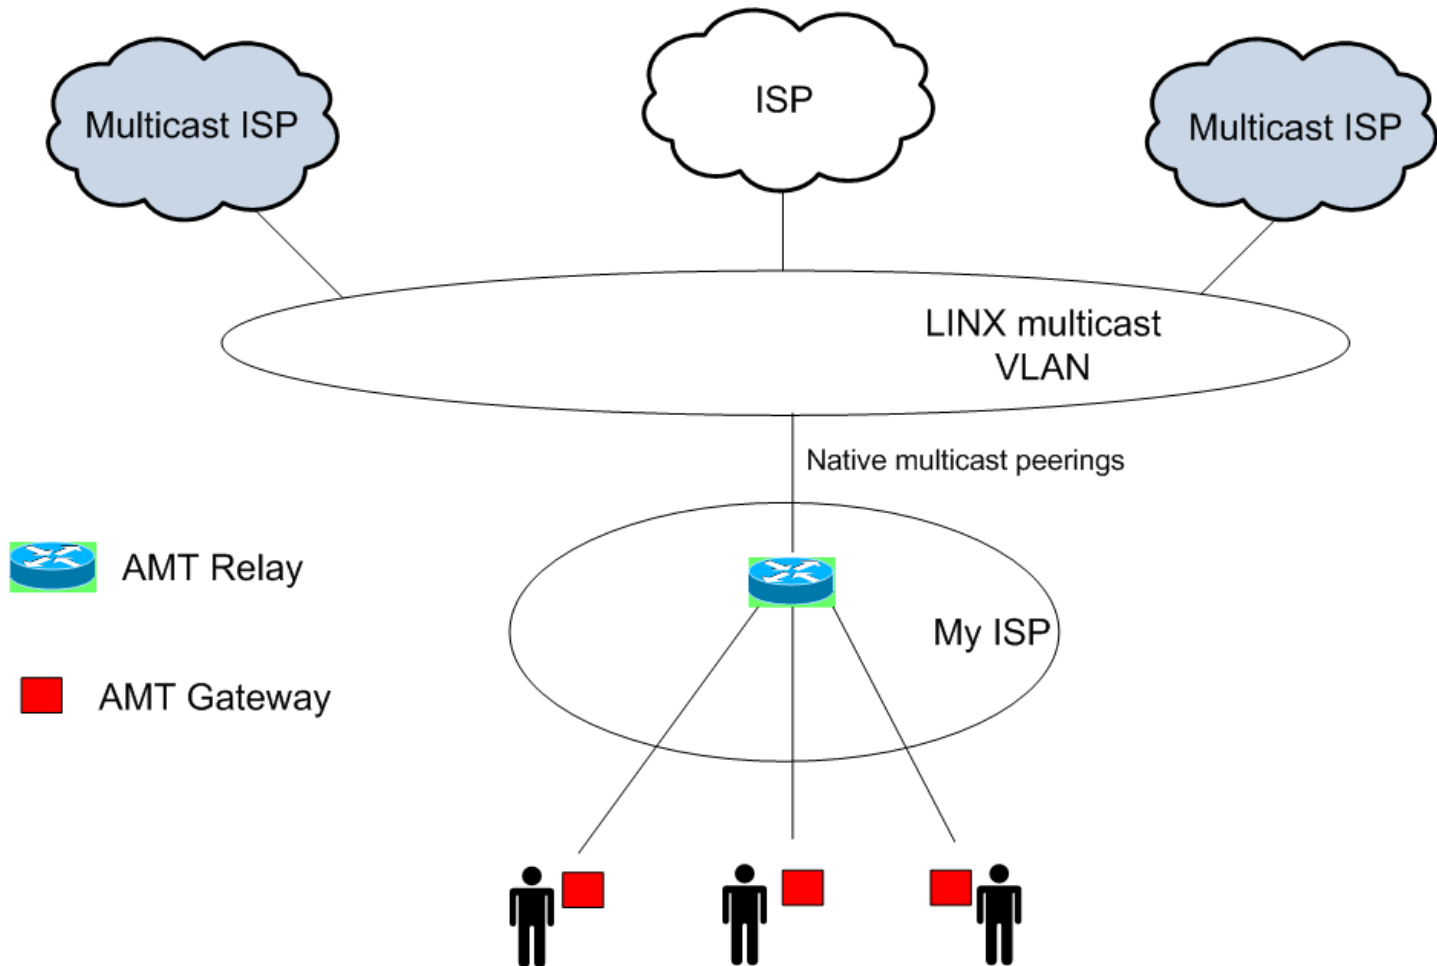 Multicast ISP
ISP
Multicast ISP
LINX multicast
VLAN
Native multicast peerings
AMT Relay
My ISP
AMT Gateway